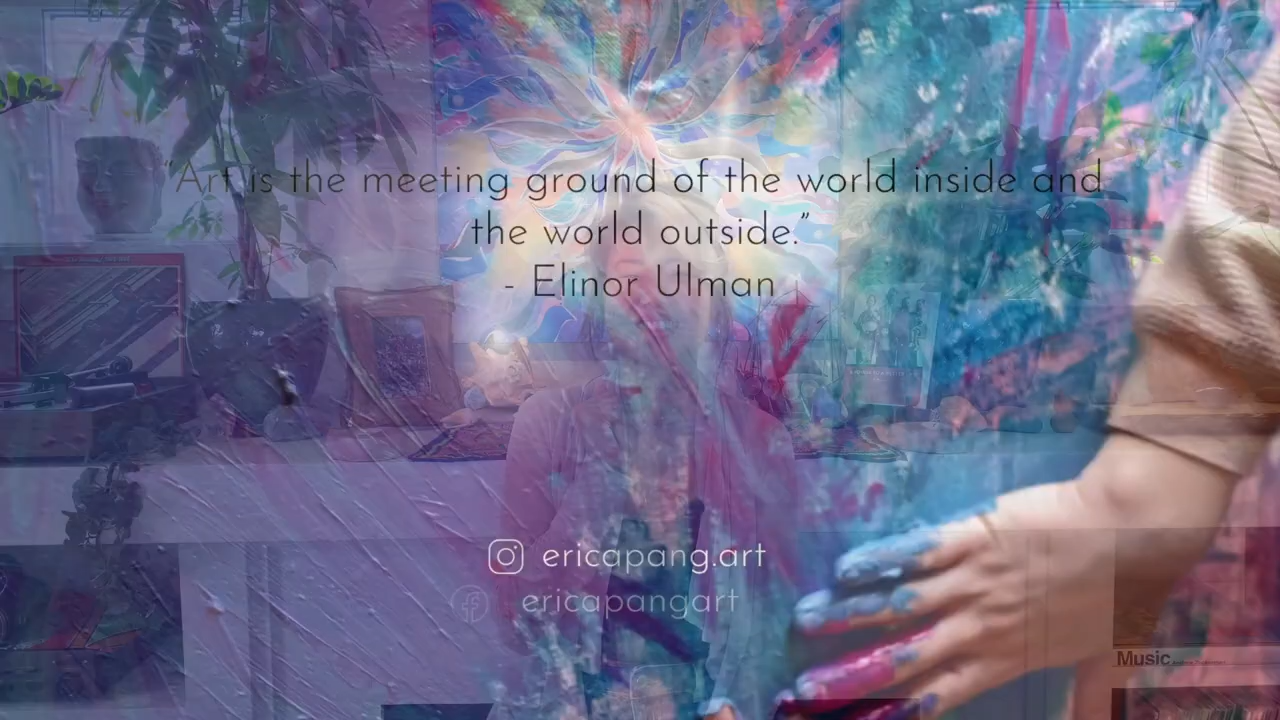 “Art is the meeting ground of the world inside and
the world outside.”
- Elinor Ulman
ericapang.art
ericapangart
Music